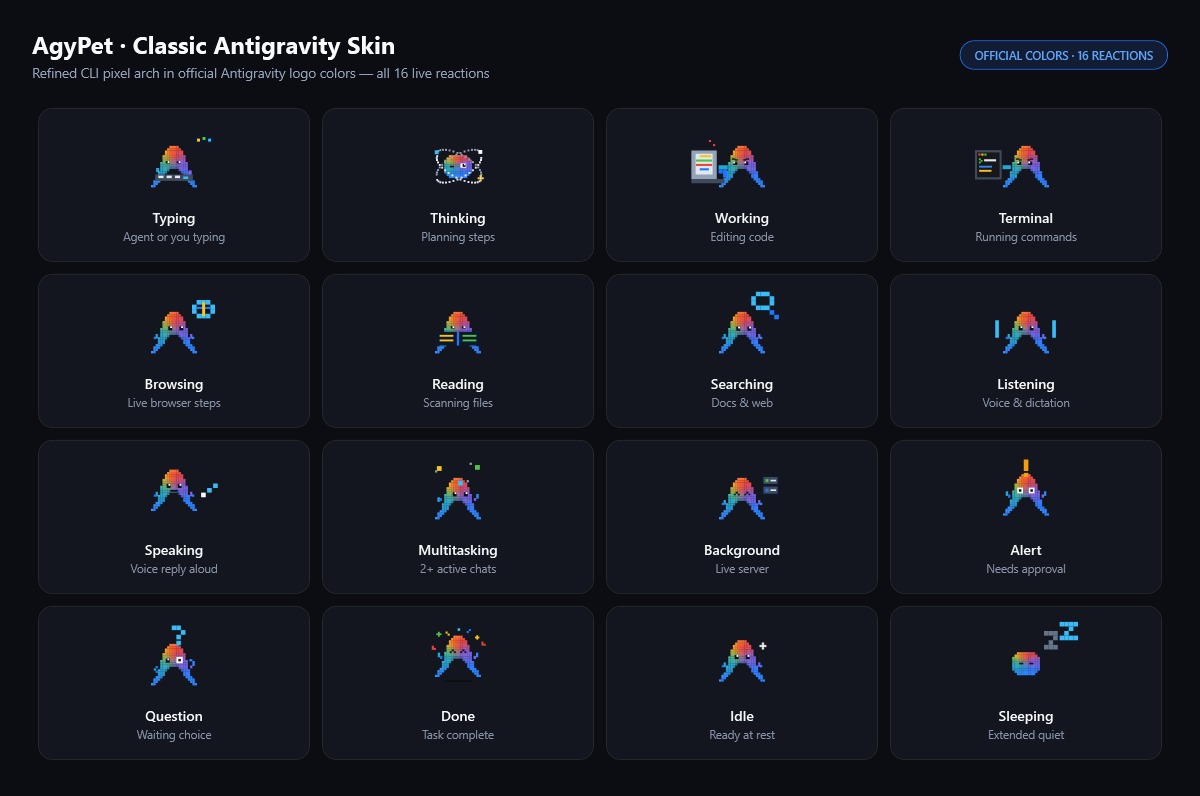 AgyPet · Classic Antigravity Skin
Refined CLI pixel arch in official Antigravity logo colors — all 16 live reactions
OFFICIAL COLORS · 16 REACTIONS
Typing
Agent or you typing
Thinking
Planning steps
Working
Editing code
Terminal
Running commands
Browsing
Live browser steps
Reading
Scanning files
Searching
Docs & web
Listening
Voice & dictation
Speaking
Voice reply aloud
Multitasking
2+ active chats
Background
Live server
Alert
Needs approval
Question
Waiting choice
Done
Task complete
Idle
Ready at rest
Sleeping
Extended quiet